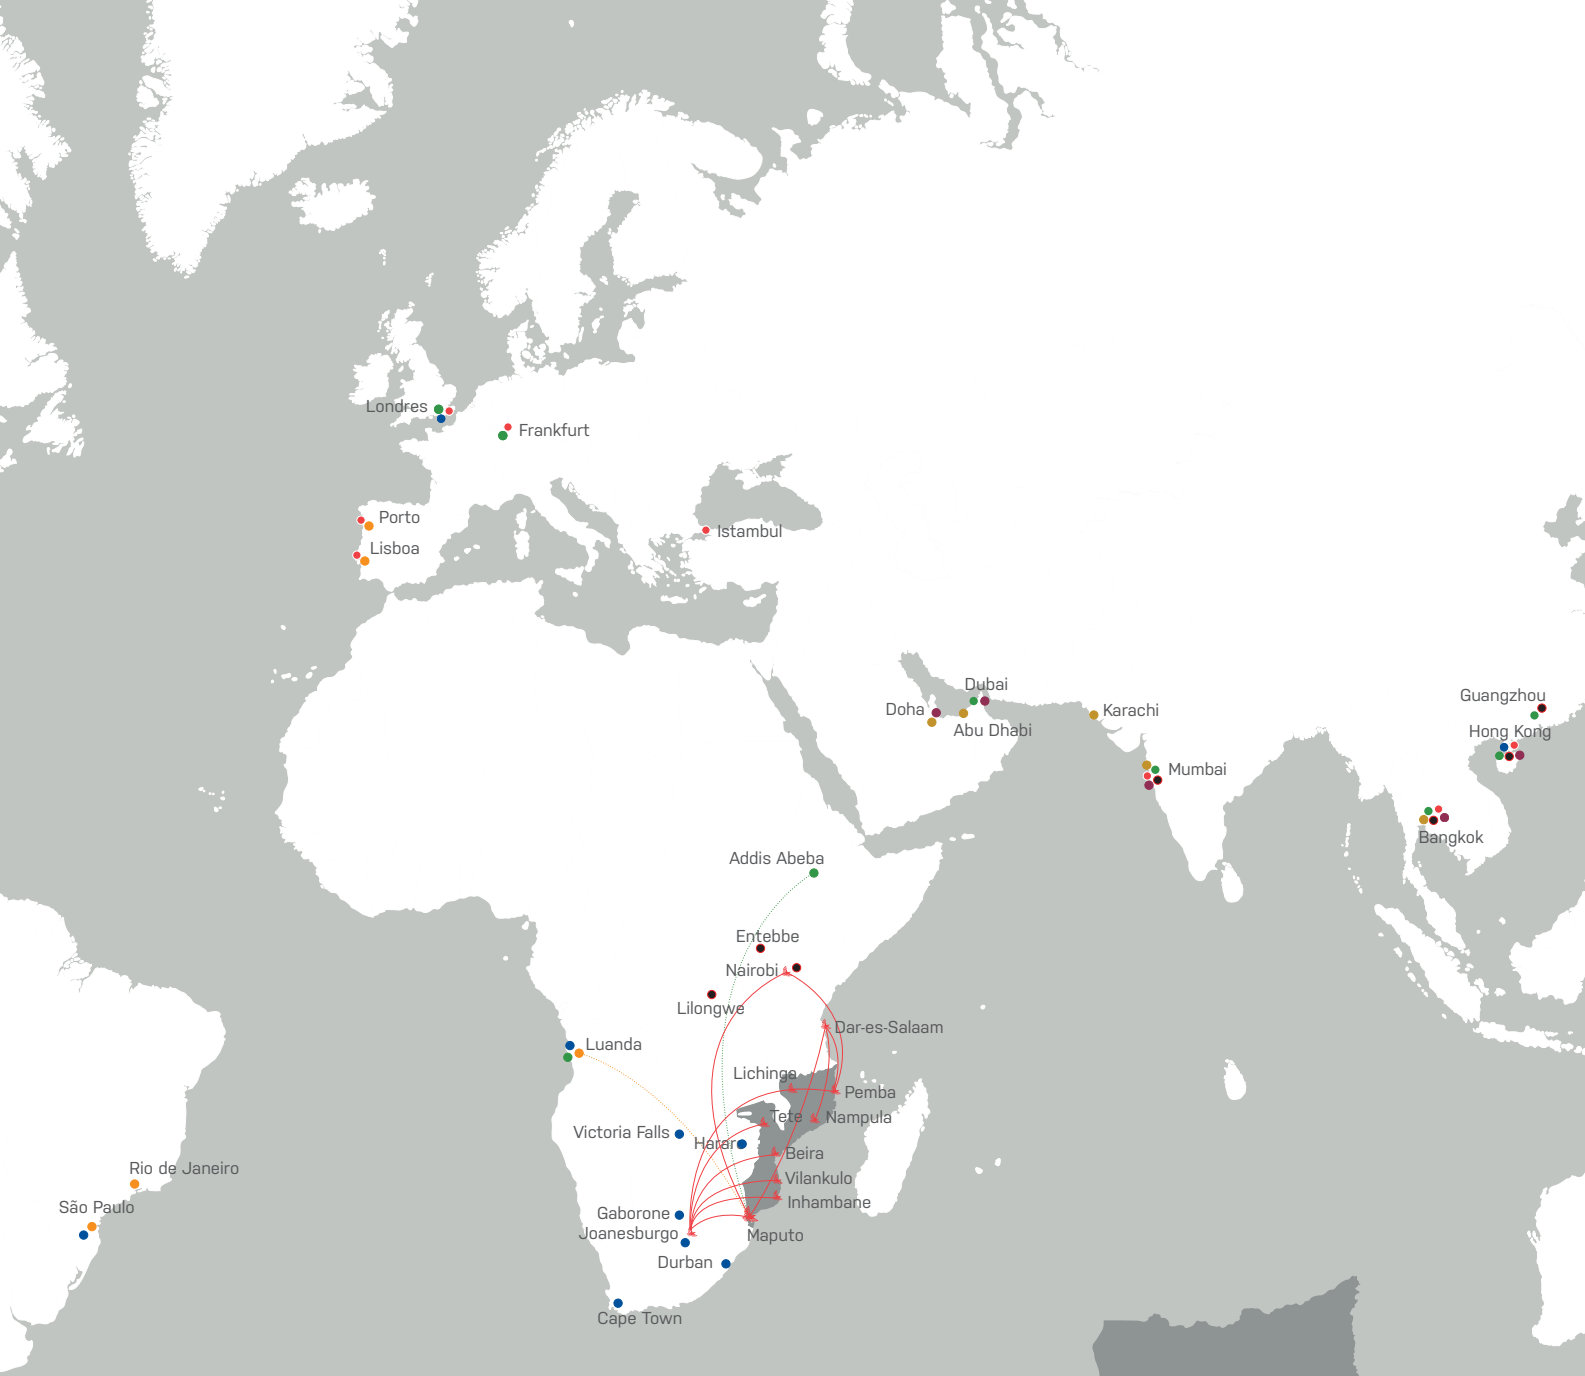 Londres
Frankfurt
Porto
Istambul
Lisboa
Dubai
Guangzhou
Doha
Karachi
Abu Dhabi
Hong Kong
Mumbai
Bangkok
Addis Abeba
Entebbe
Nairobi
Lilongwe
Dar-es-Salaam
Luanda
Lichinga
Pemba
Tete
Nampula
Victoria Falls
Harar
Beira
Rio de Janeiro
Vilankulo
São Paulo
Inhambane
Gaborone
Joanesburgo
Maputo
Durban
Cape Town